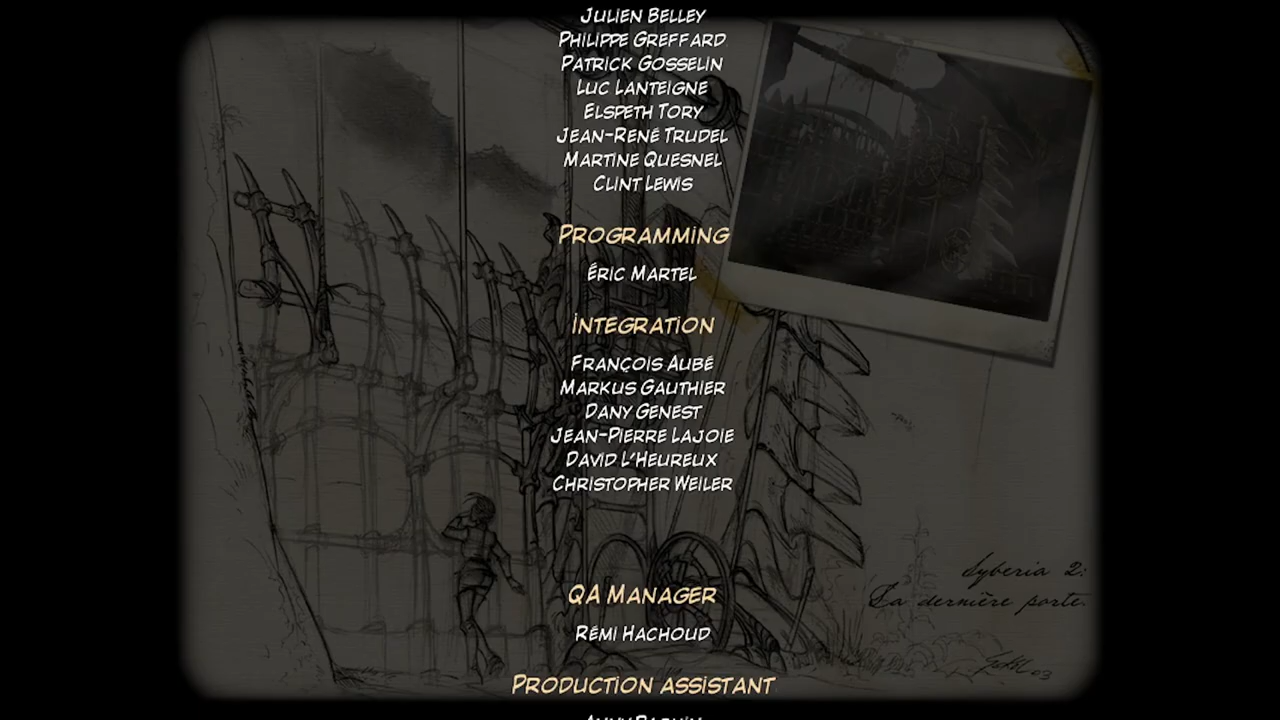 Julien Belley
Philippe Greffard
Patrick Gosselin
Luc Lanteigne
Elspeth Tory
Jean-René Trudel
Martine Quesnel
Clint Lewis
Programming
Éric Martel
Integration
François Aubé
Markus Gauthier
Dany Genest
Jean-Pierre Lajoie
David L'Heureux
Christopher Weiler
QA Manager
Rémi Hachoud
Syberia 2:
La dernière porte.
03
Production assistant